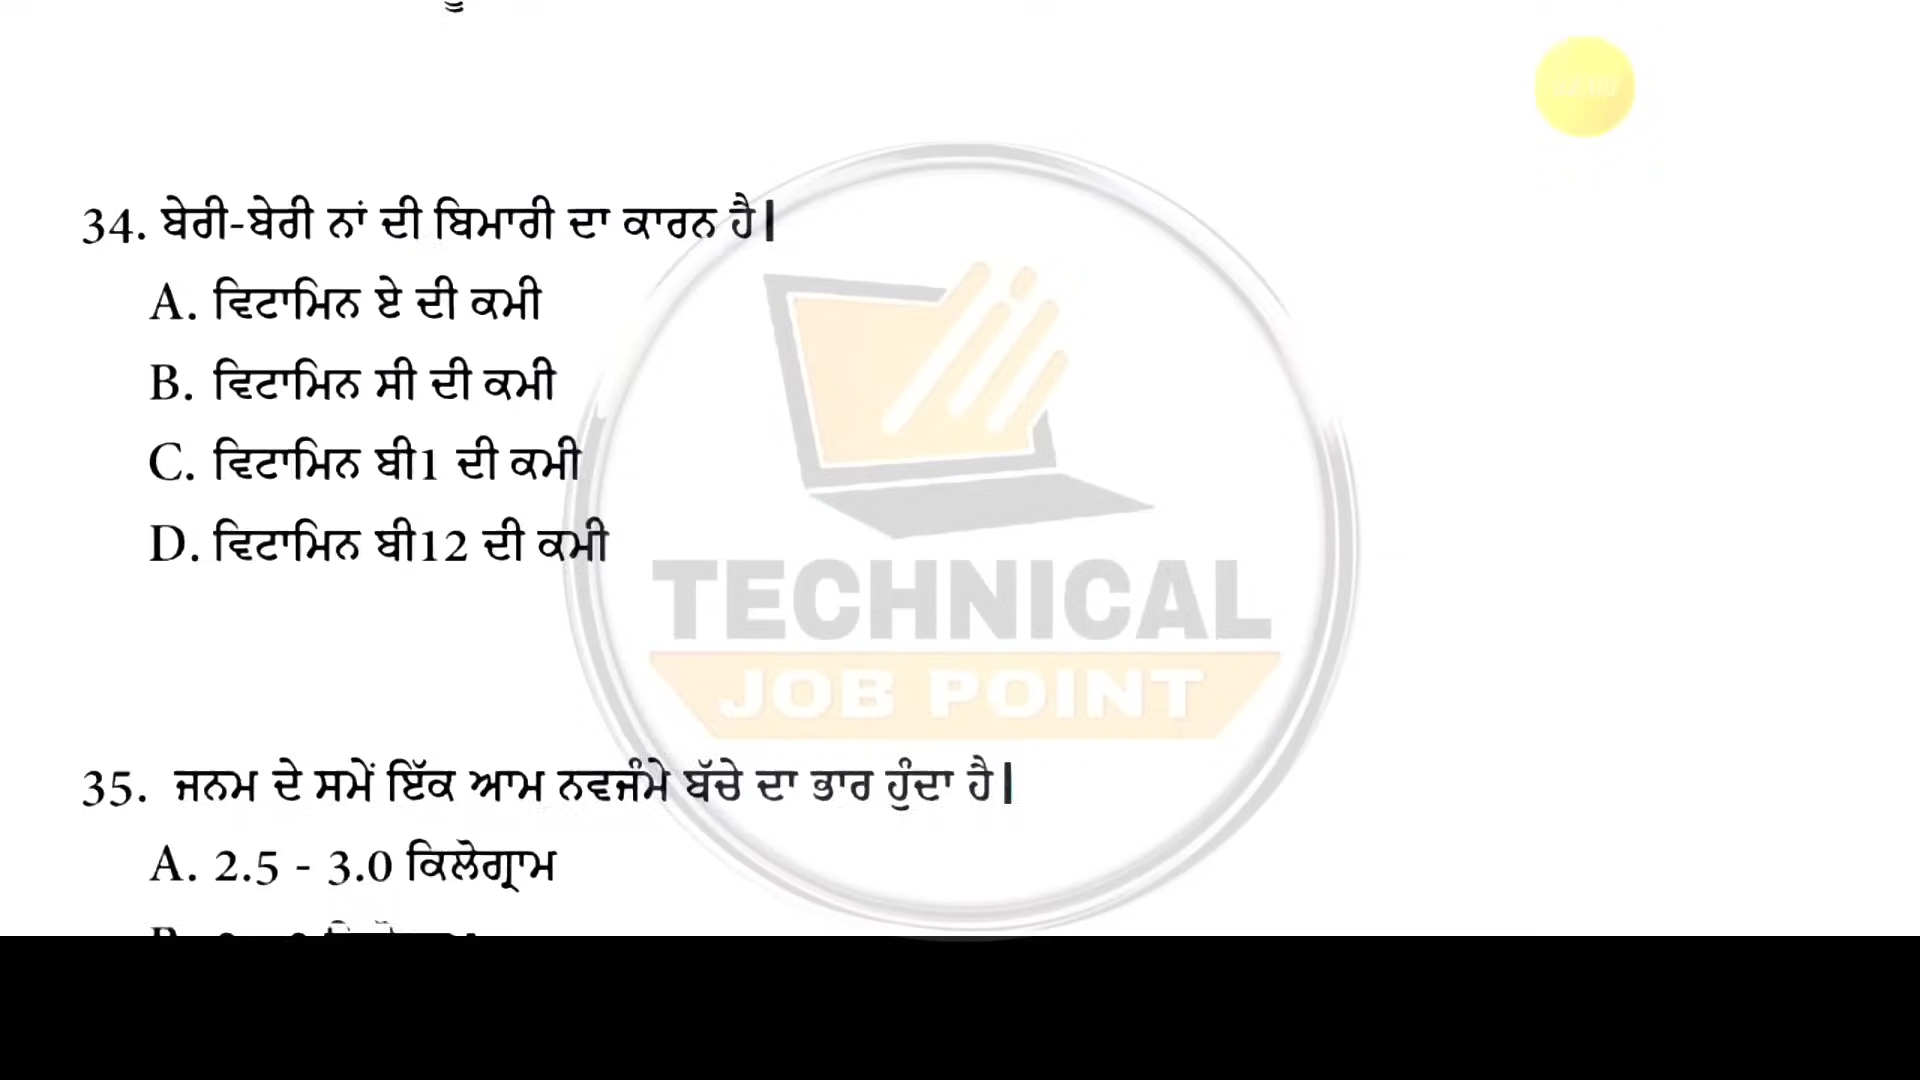 34. ਬੇਰੀ-ਬੇਰੀ ਨਾਂ ਦੀ ਬਿਮਾਰੀ ਦਾ ਕਾਰਨ ਹੈ|
A. ਵਿਟਾਮਿਨ ਏ ਦੀ ਕਮੀ
B. ਵਿਟਾਮਿਨ ਸੀ ਦੀ ਕਮੀ
C. ਵਿਟਾਮਿਨ ਬੀ1 ਦੀ ਕਮੀ
D. ਵਿਟਾਮਿਨ ਬੀ12 ਦੀ ਕਮੀ
TECHNICAL
JOB POINT
35. ਜਨਮ ਦੇ ਸਮੇਂ ਇੱਕ ਆਮ ਨਵਜੰਮੇ ਬੱਚੇ ਦਾ ਭਾਰ ਹੁੰਦਾ ਹੈ|
A. 2.5 - 3.0 ਕਿਲੋਗ੍ਰਾਮ